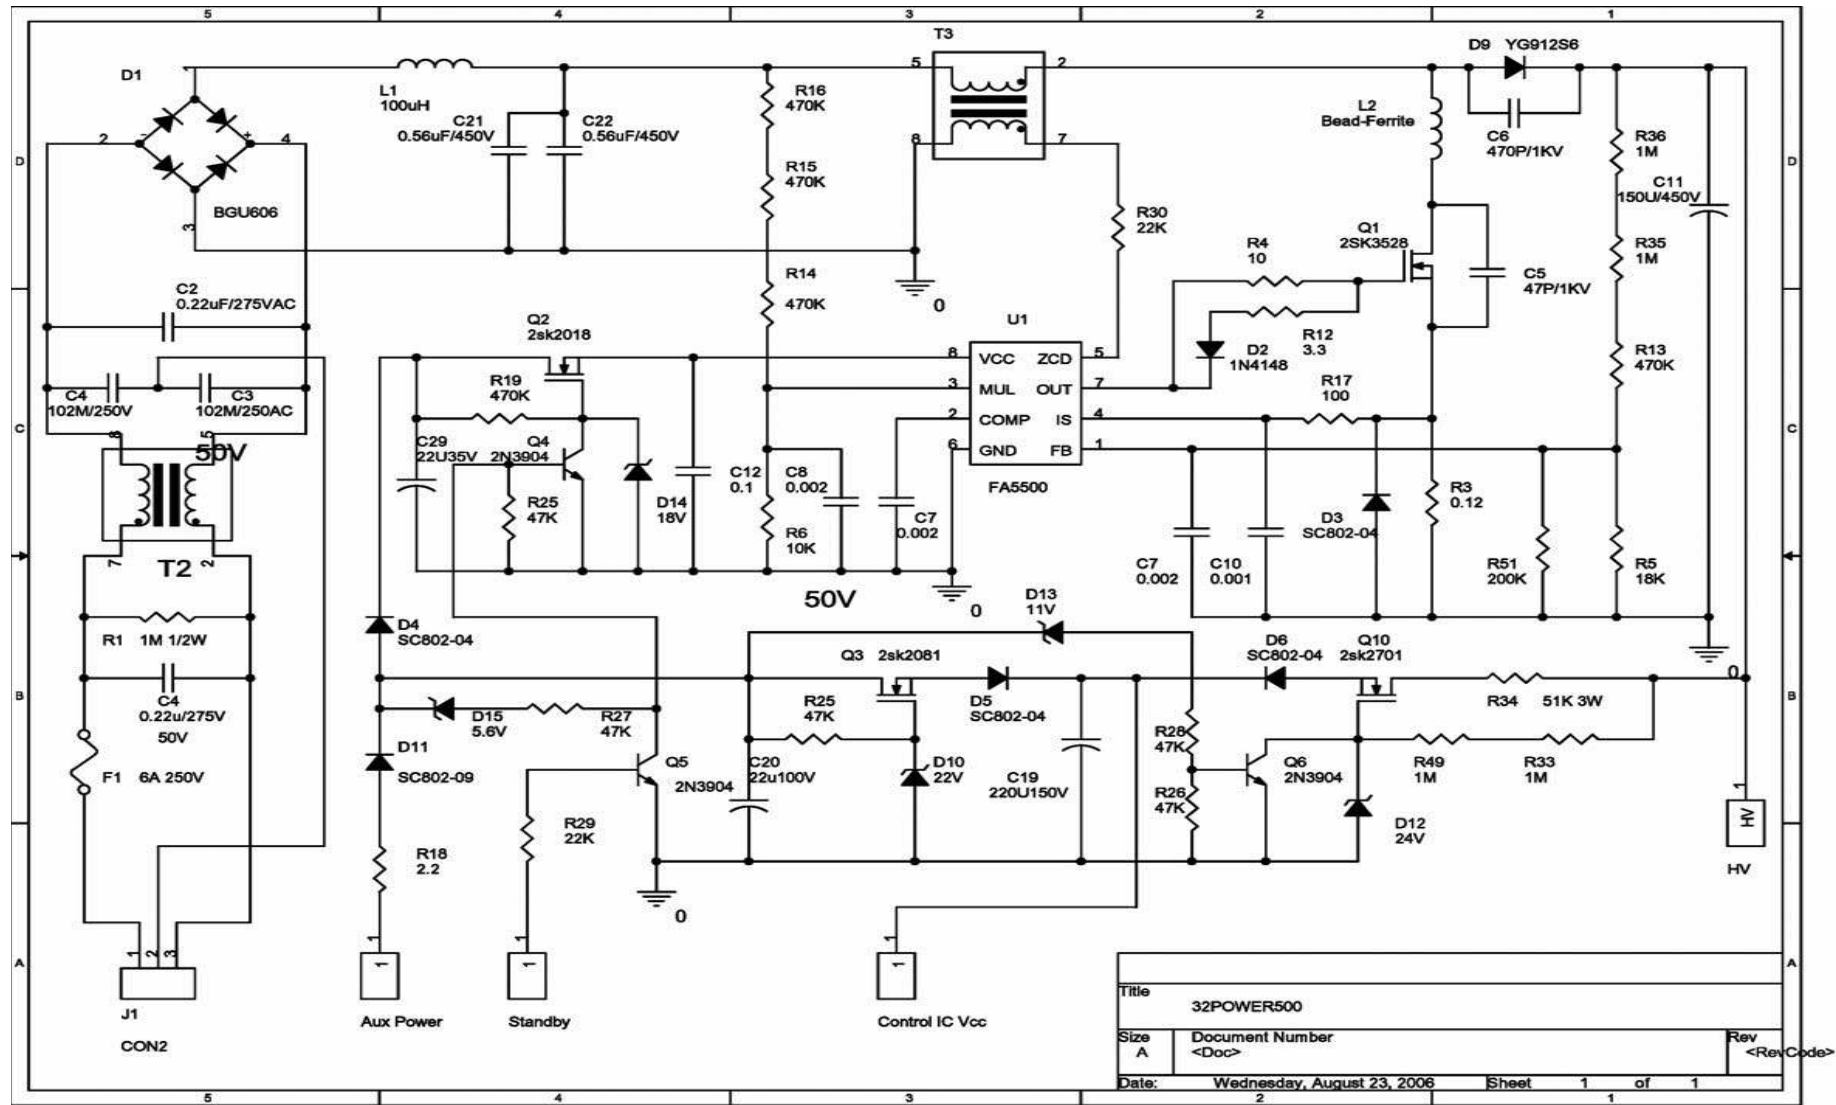 5 4 3 2 1
D
C
B
A
D
C
B
A
T3
5
2
8
7
D9 YG912S6
D1
1
2
4
3
BGU606
L1
100uH
C21
0.56uF/450V
C22
0.56uF/450V
R16
470K
R15
470K
R14
470K
L2
Bead-Ferrite
C6
470P/1KV
R36
1M
C11
150U/450V
R30
22K
Q1
2SK3528
R4
10
R35
1M
C5
47P/1KV
0
C2
0.22uF/275VAC
Q2
2sk2018
U1
R12
3.3
D2
1N4148
R13
470K
8 VCC ZCD 5
3 MUL OUT 7
2 COMP IS 4
6 GND FB 1
FA5500
R19
470K
R17
100
C4
102M/250V
C3
102M/250AC
8
5
50V
C29
22U35V
Q4
2N3904
R25
47K
D14
18V
C12
0.1
C8
0.002
R6
10K
C7
0.002
R3
0.12
D3
SC802-04
C7
0.002
C10
0.001
R51
200K
R5
18K
7
2
T2
50V
0
D13
11V
R1 1M 1/2W
D4
SC802-04
Q3 2sk2081
D6
SC802-04
Q10
2sk2701
0
C4
0.22u/275V
50V
D15
5.6V
R27
47K
R25
47K
D5
SC802-04
R34 51K 3W
F1 6A 250V
D11
SC802-09
Q5
2N3904
C20
22u100V
D10
22V
C19
220U150V
R28
47K
R26
47K
Q6
2N3904
R49
1M
R33
1M
D12
24V
1
HV
HV
R18
2.2
R29
22K
0
1
2
3
J1
CON2
1
1
Aux Power
1
1
Standby
1
1
Control IC Vcc
Title
32POWER500
Size
A
Document Number
<Doc>
Rev
<RevCode>
Date: Wednesday, August 23, 2006 Sheet 1 of 1
5 4 3 2 1